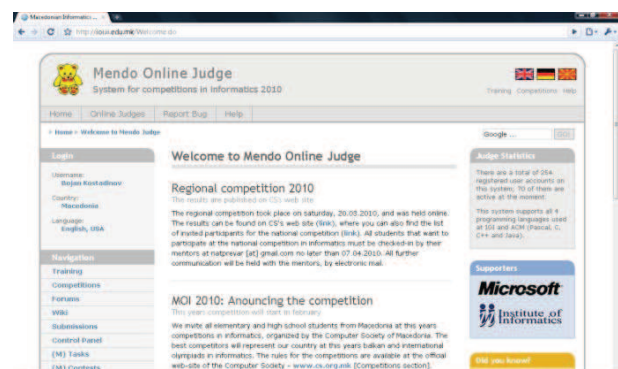 Macedonian Informatics ...
Mendo Online Judge
System for competitions in informatics 2010
Training Competitions Help
Home Online Judges Report Bug Help
> Home > Welcome to Mendo Judge
Google ...
Login
Username:
Bojan Kostadinov
Country:
Macedonia
Language:
English, USA
Navigation
Training
Competitions
Forums
Wiki
Submissions
Control Panel
(M) Tasks
(M) Contests
Welcome to Mendo Online Judge
Regional competition 2010
The results are published on CS's web site
The regional competition took place on saturday, 20.03.2010, and was held online.
The results can be found on CS's web site (link), where you can also find the list
of invited participants for the national competition (link). All students that want to
participate at the national competition in informatics must be checked-in by their
mentors at natprevar [at] gmail.com no later than 07.04.2010. All further
communication will be held with the mentors, by electronic mail.
MOI 2010: Anouncing the competition
This years competition will start in february
We invite all elementary and high school students from Macedonia at this years
competitions in informatics, organized by the Computer Society of Macedonia. The
best competitors will represent our country at this years balkan and international
olympiads in informatics. The rules for the competitions are available at the official
web-site of the Computer Society - www.cs.org.mk [Competitions section].
Judge Statistics
There are a total of 254
registered user accounts on
this system; 70 of them are
active at the moment
This system supports all 4
programming languages used
at IOI and ACM (Pascal, C,
C++ and Java).
Supporters
Microsoft
Institute of
Informatics
Did you know?